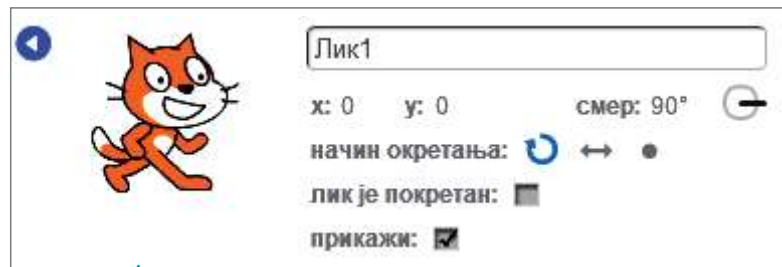 Лик1
x: 0 y: 0 смер: 90°
начин окретања:
лик је покретан:
прикажи: